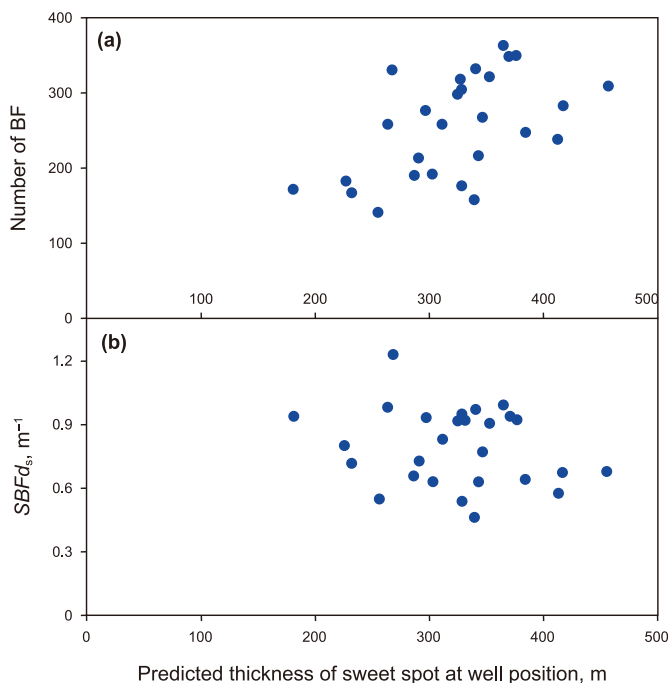 400
(a)
300
200
100
0
Number of BF
100 200 300 400 500
(b)
1.2
0.9
0.6
0.3
0
SBFdₛ, m⁻¹
0 100 200 300 400 500
Predicted thickness of sweet spot at well position, m